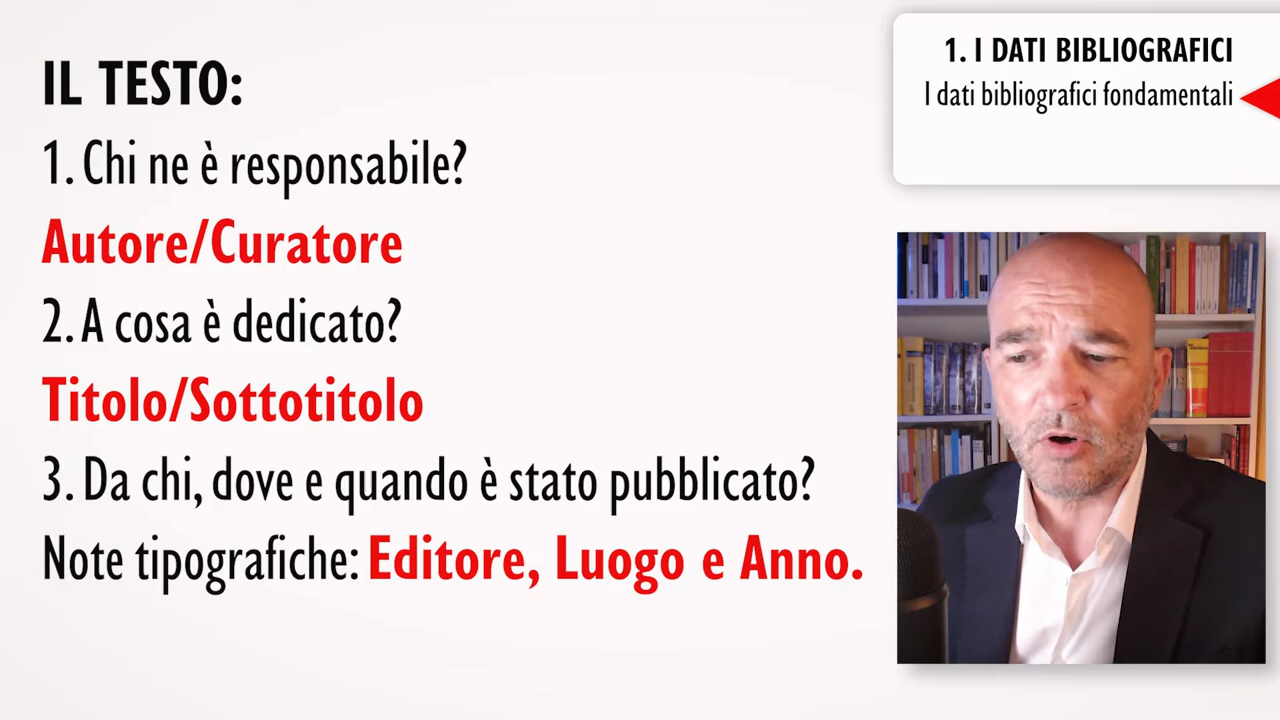 IL TESTO:
1. Chi ne è responsabile?
Autore/Curatore
2. A cosa è dedicato?
Titolo/Sottotitolo
3. Da chi, dove e quando è stato pubblicato?
Note tipografiche: Editore, Luogo e Anno.
1. I DATI BIBLIOGRAFICI
I dati bibliografici fondamentali